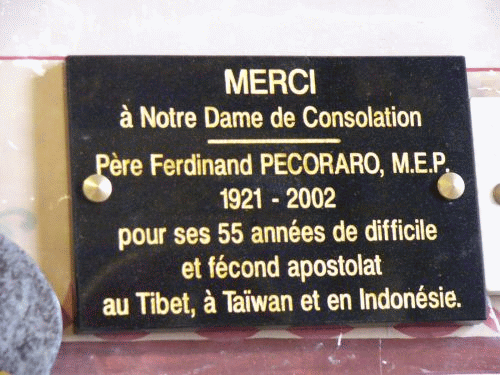 MERCI
à Notre Dame de Consolation
Père Ferdinand PECORARO, M.E.P.
1921 - 2002
pour ses 55 années de difficile
et fécond apostolat
au Tibet, à Taïwan et en Indonésie.